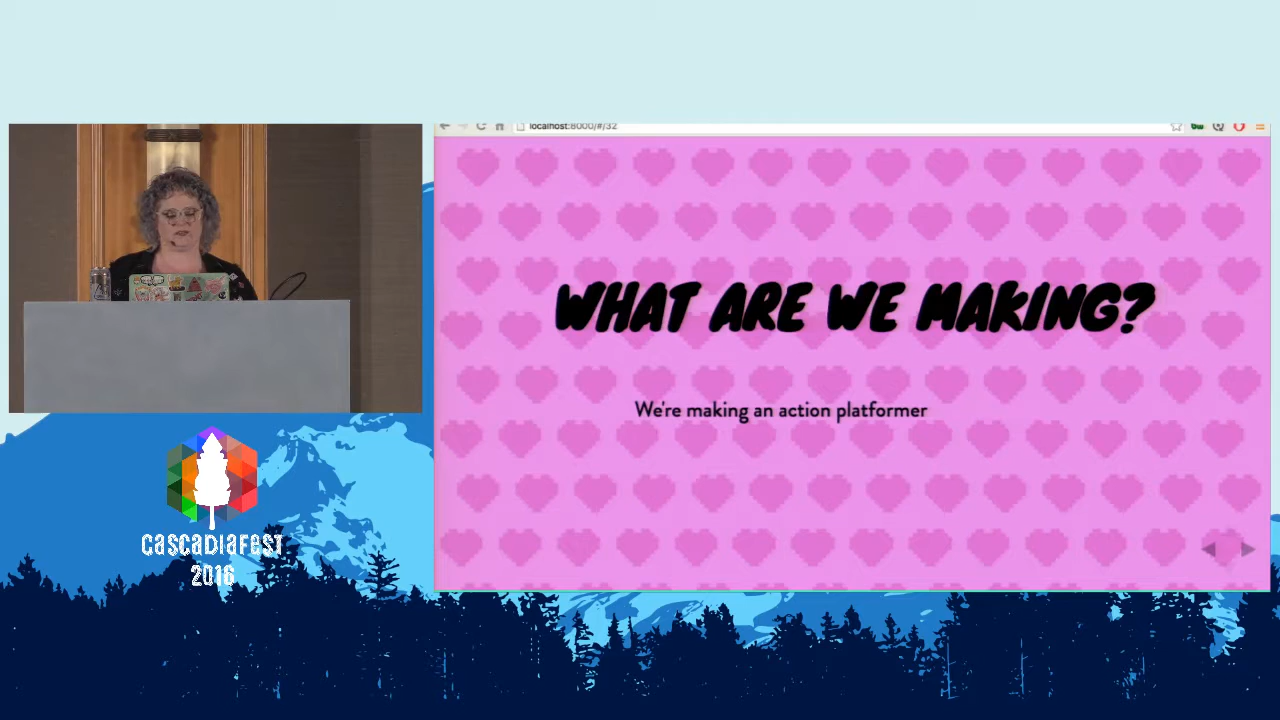 localhost:8000/#/32
WHAT ARE WE MAKING?
We're making an action platformer
CASCADIAFEST
2016